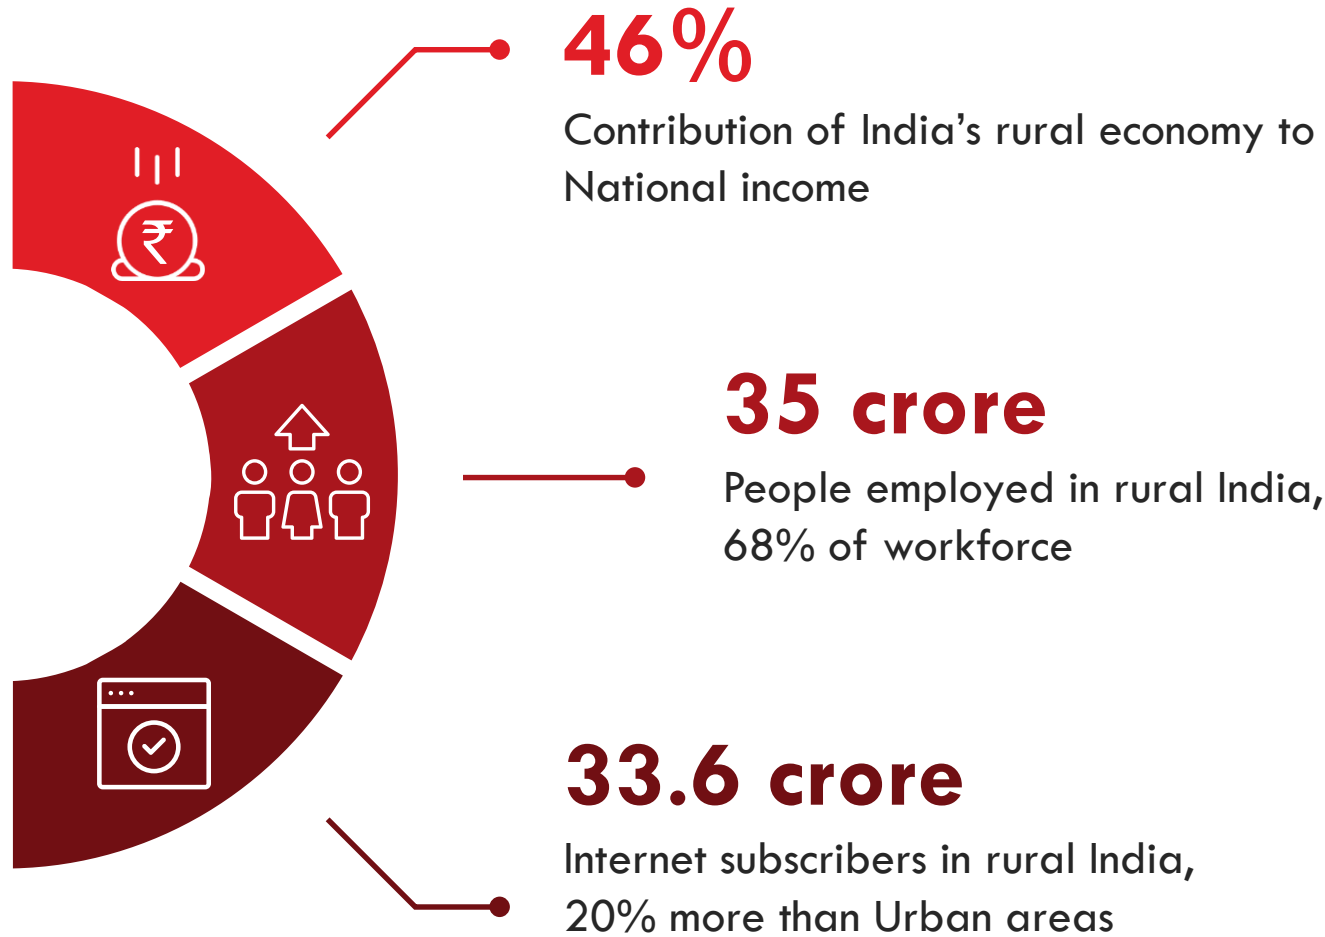 46%
Contribution of India’s rural economy to
National income
₹
35 crore
People employed in rural India,
68% of workforce
33.6 crore
Internet subscribers in rural India,
20% more than Urban areas